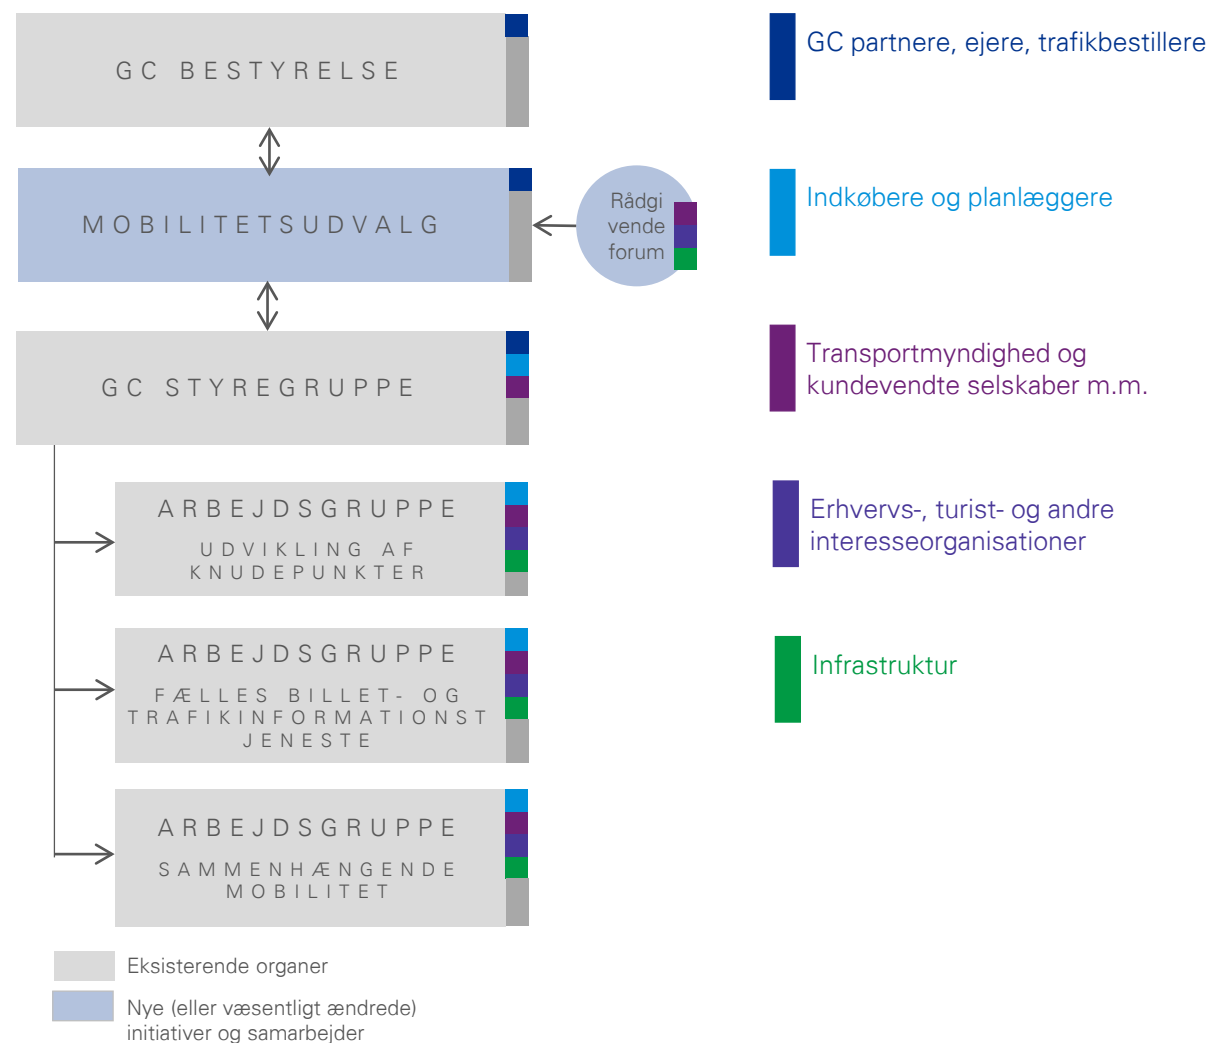 GC BESTYRELSE
MOBILITETSUDVALG
Rådgi
vende
forum
GC STYREGRUPPE
ARBEJDSGRUPPE
UDVIKLING AF
KNUDEPUNKTER
ARBEJDSGRUPPE
FÆLLES BILLET- OG
TRAFIKINFORMATIONST
JENESTE
ARBEJDSGRUPPE
SAMMENHÆNGENDE
MOBILITET
Eksisterende organer
Nye (eller væsentligt ændrede)
initiativer og samarbejder
GC partnere, ejere, trafikbestillere
Indkøbere og planlæggere
Transportmyndighed og
kundevendte selskaber m.m.
Erhvervs-, turist- og andre
interesseorganisationer
Infrastruktur